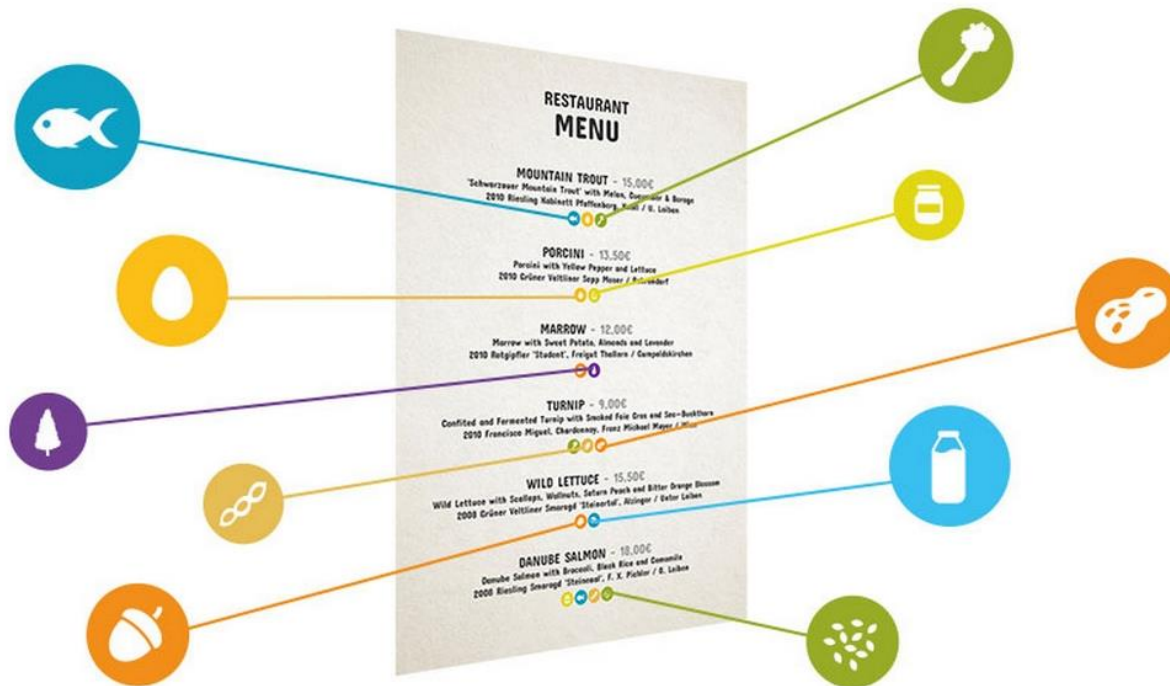 RESTAURANT
MENU
MOUNTAIN TROUT - 15,00€
'Schwarzauer Mountain Trout' with Melon, & Borage
2010 Riesling Kabinett Pfaffenberg, / U. Loiben
PORCINI - 13,50€
Porcini with Yellow Pepper and Lettuce
2010 Grüner Veltliner Sepp Moser /
MARROW - 12,00€
Marrow with Sweet Potato, Almonds and Lavender
2010 Rotgipfler 'Student', Freigut Thallern / Gumpoldskirchen
TURNIP - 9,00€
Confited and Fermented Turnip with Smoked Foie Gras and Sea-Buckthorn
2010 Francisco Miguel, Chardonnay, Franz Michael Mayer /
WILD LETTUCE - 15,50€
Wild Lettuce with Scallops, Walnuts, Saturn Peach and Bitter Orange Blossom
2008 Grüner Veltliner Smaragd 'Steinertal', Alzinger / Unter Loiben
DANUBE SALMON - 18,00€
Danube Salmon with Broccoli, Black Rice and Camomile
2008 Riesling Smaragd F. X. Pichler / O. Loiben